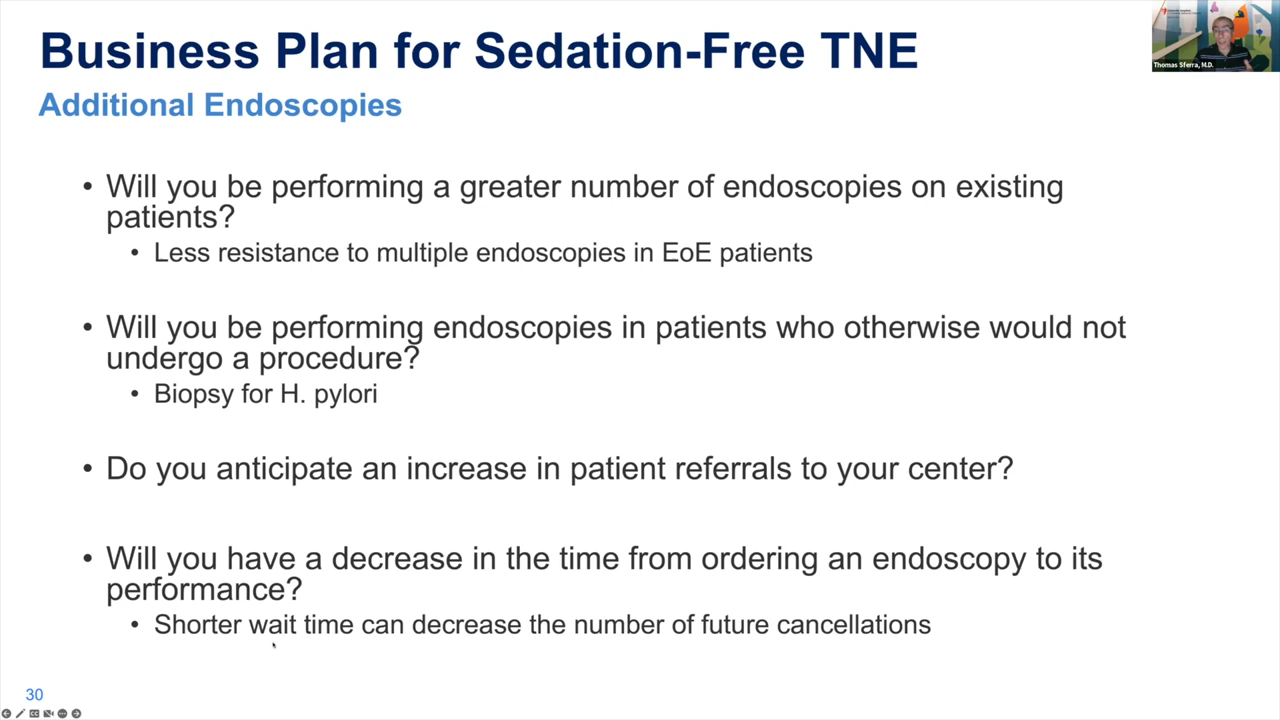 Business Plan for Sedation-Free TNE
Thomas Sferra, M.D.
Additional Endoscopies
• Will you be performing a greater number of endoscopies on existing
patients?
• Less resistance to multiple endoscopies in EoE patients
• Will you be performing endoscopies in patients who otherwise would not
undergo a procedure?
• Biopsy for H. pylori
• Do you anticipate an increase in patient referrals to your center?
• Will you have a decrease in the time from ordering an endoscopy to its
performance?
• Shorter wait time can decrease the number of future cancellations
30